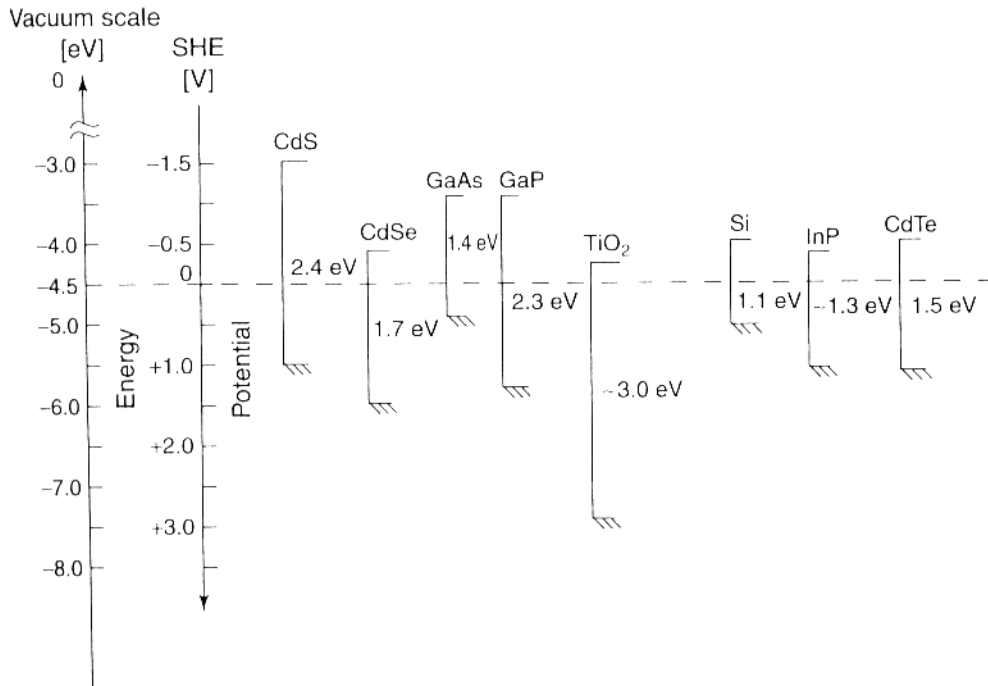 Vacuum scale
[eV]
SHE
[V]
0
CdS
−3.0
−1.5
GaAs
GaP
CdSe
Si
CdTe
InP
TiO₂
−4.0
−0.5
1.4 eV
0
2.4 eV
−4.5
2.3 eV
1.1 eV
~1.3 eV
1.5 eV
−5.0
1.7 eV
+1.0
~3.0 eV
−6.0
Energy
Potential
+2.0
−7.0
+3.0
−8.0